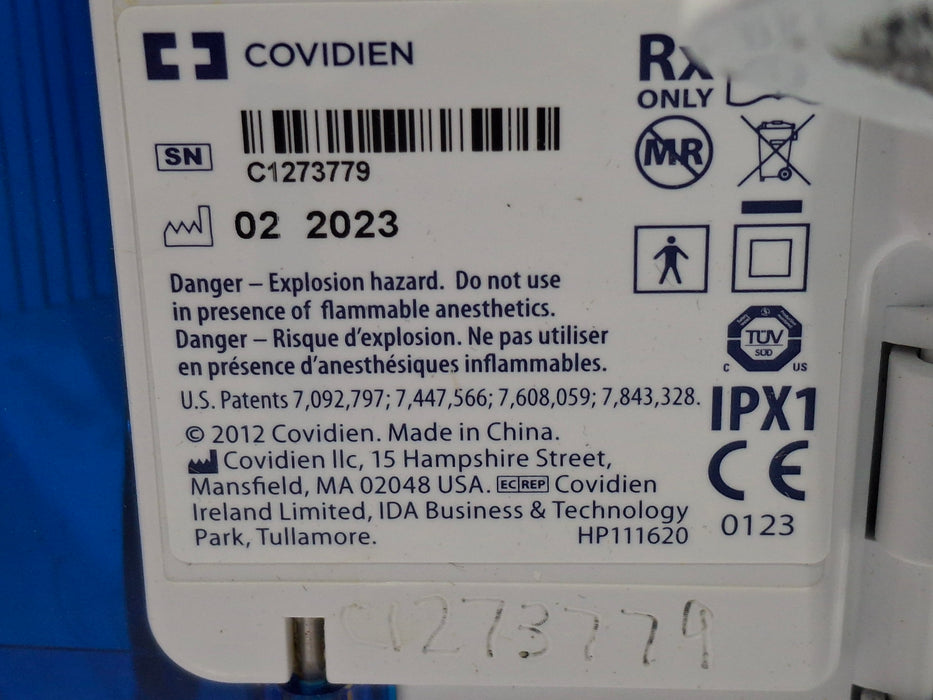 COVIDIEN
Rx
ONLY
SN
C1273779
MR
02 2023
Danger – Explosion hazard. Do not use
in presence of flammable anesthetics.
Danger – Risque d'explosion. Ne pas utiliser
en présence d'anesthésiques inflammables.
TÜV
SÜD
C US
U.S. Patents 7,092,797; 7,447,566; 7,608,059; 7,843,328.
IPX1
© 2012 Covidien. Made in China.
Covidien llc, 15 Hampshire Street,
Mansfield, MA 02048 USA. EC REP Covidien
Ireland Limited, IDA Business & Technology
Park, Tullamore.
HP111620
CE
0123
C1273779